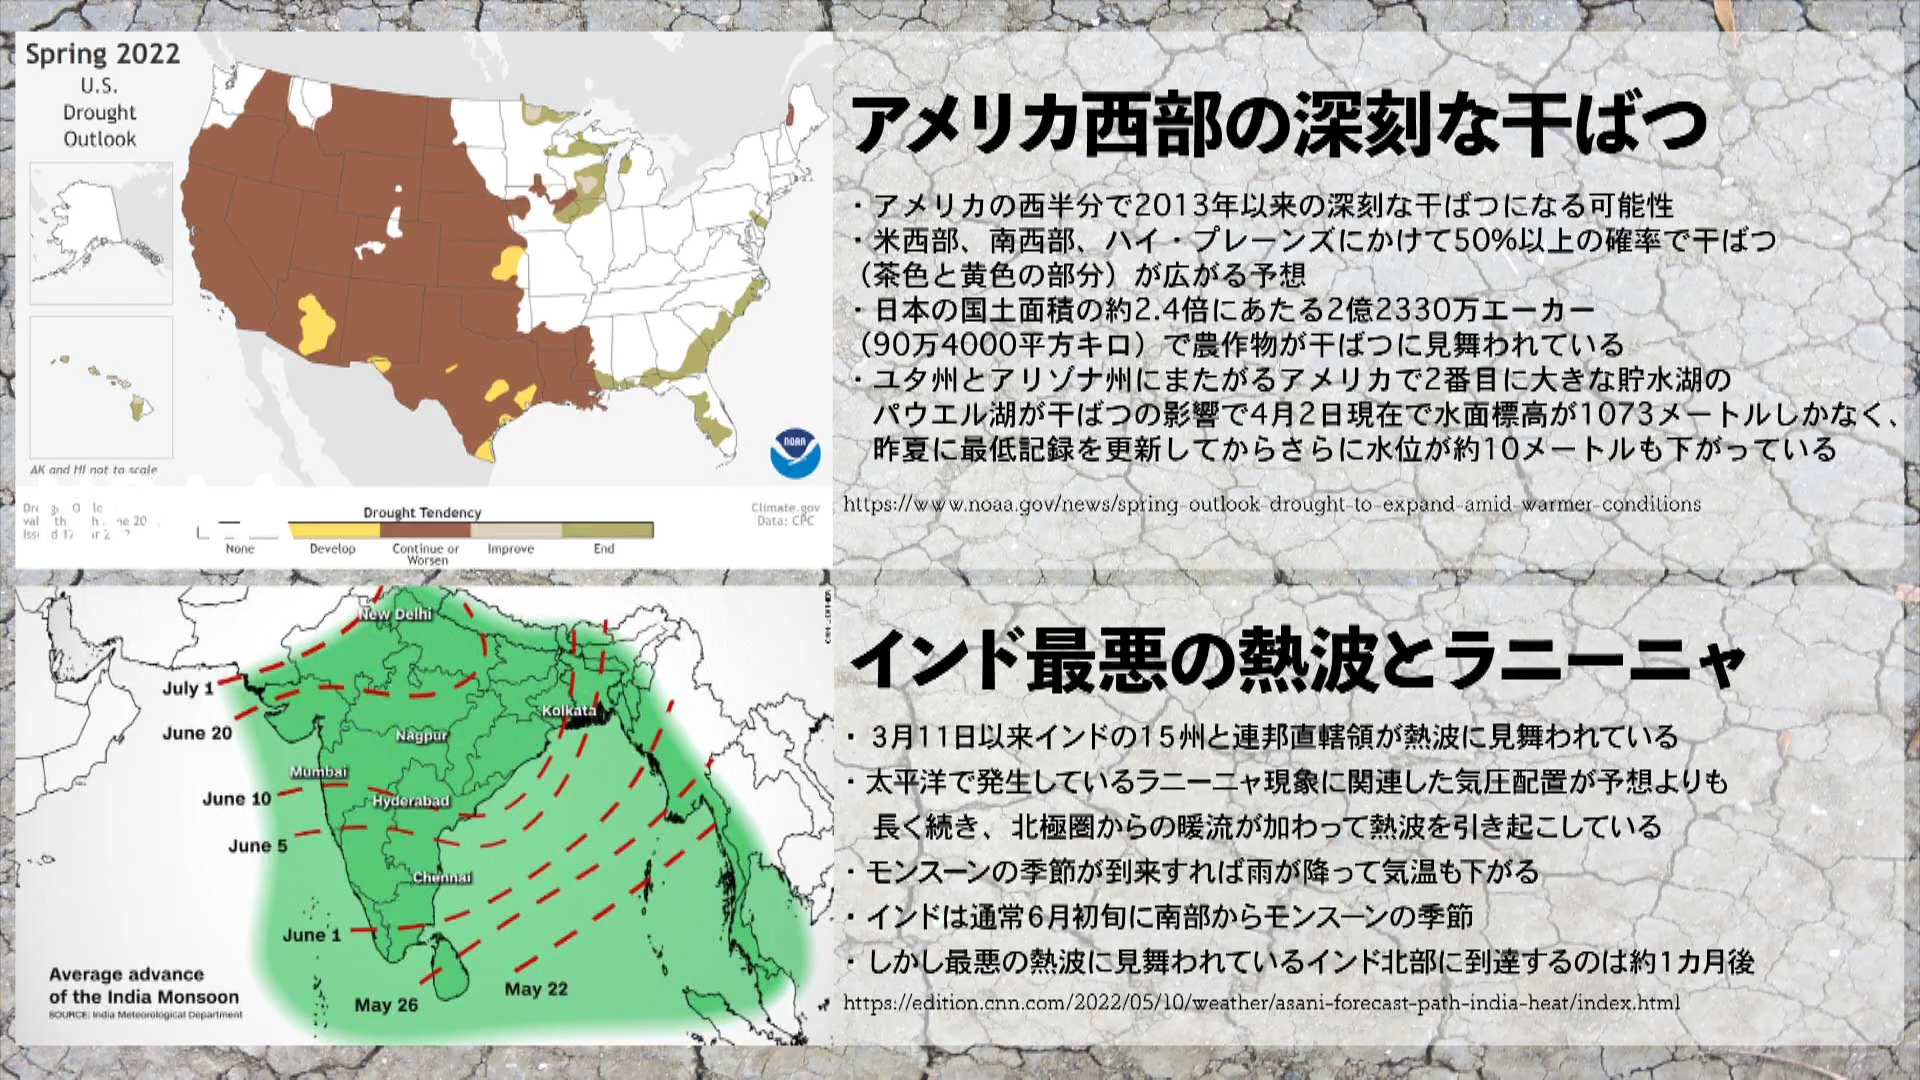 Spring 2022
U.S.
Drought
Outlook
NOAA
AK and HI not to scale
Climate.gov
Data: CPC
Drought Tendency
None
Develop
Continue or
Worsen
Improve
End
アメリカ西部の深刻な干ばつ
・アメリカの西半分で2013年以来の深刻な干ばつになる可能性
・米西部、南西部、ハイ・プレーンズにかけて50%以上の確率で干ばつ
（茶色と黄色の部分）が広がる予想
・日本の国土面積の約2.4倍にあたる2億2330万エーカー
（90万4000平方キロ）で農作物が干ばつに見舞われている
・ユタ州とアリゾナ州にまたがるアメリカで2番目に大きな貯水湖の
パウエル湖が干ばつの影響で4月2日現在で水面標高が1073メートルしかなく、
昨夏に最低記録を更新してからさらに水位が約10メートルも下がっている
https://www.noaa.gov/news/spring-outlook-drought-to-expand-amid-warmer-conditions
New Delhi
July 1
June 20
Kolkata
Nagpur
Mumbai
June 10
Hyderabad
June 5
Chennai
June 1
May 22
May 26
Average advance
of the India Monsoon
SOURCE: India Meteorological Department
インド最悪の熱波とラニーニャ
・3月11日以来インドの15州と連邦直轄領が熱波に見舞われている
・太平洋で発生しているラニーニャ現象に関連した気圧配置が予想よりも
長く続き、北極圏からの暖流が加わって熱波を引き起こしている
・モンスーンの季節が到来すれば雨が降って気温も下がる
・インドは通常6月初旬に南部からモンスーンの季節
・しかし最悪の熱波に見舞われているインド北部に到達するのは約1カ月後
https://edition.cnn.com/2022/05/10/weather/asani-forecast-path-india-heat/index.html